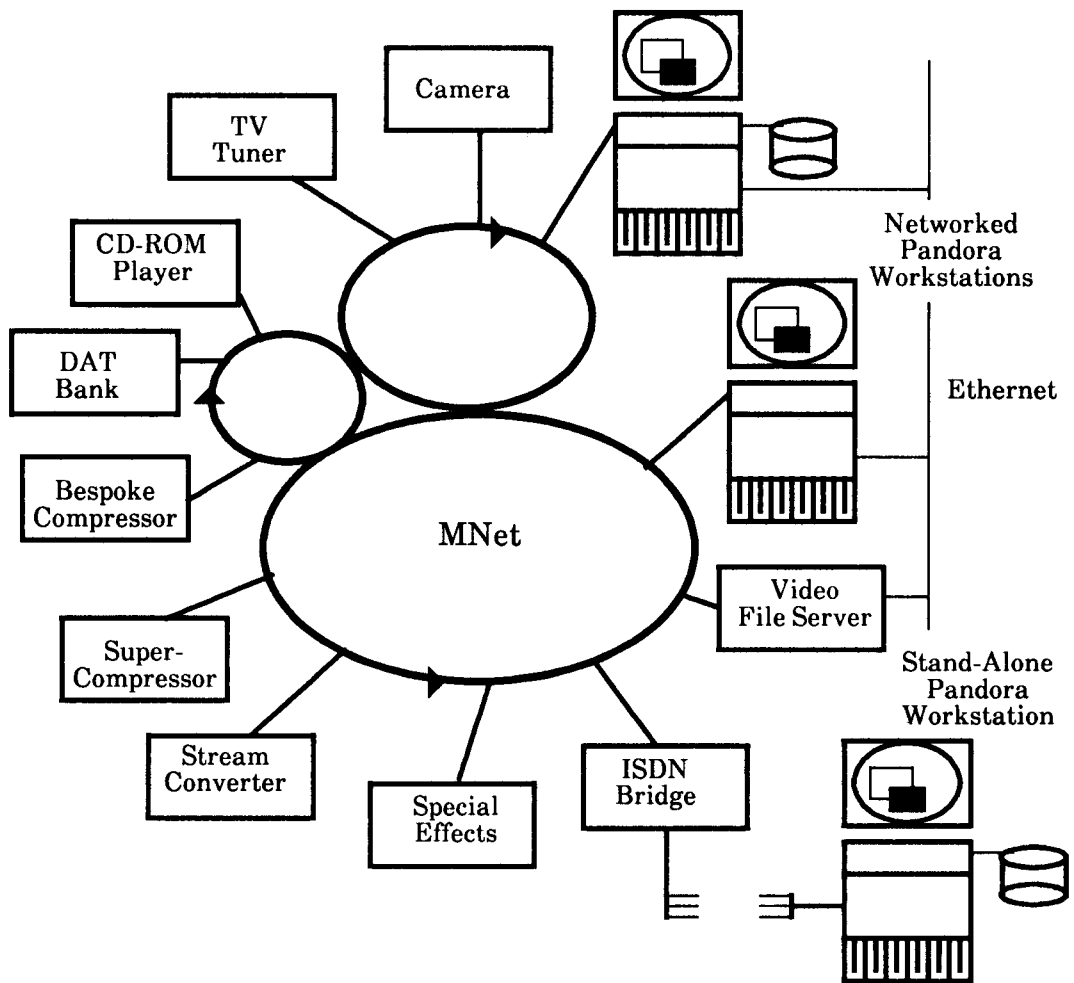 Camera
TV
Tuner
CD-ROM
Player
Networked
Pandora
Workstations
DAT
Bank
Ethernet
Bespoke
Compressor
MNet
Video
File Server
Super-
Compressor
Stand-Alone
Pandora
Workstation
Stream
Converter
ISDN
Bridge
Special
Effects